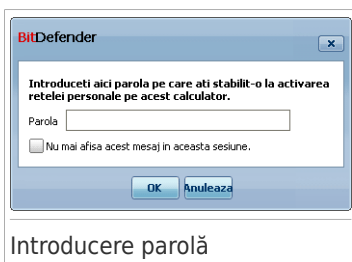 BitDefender
Introduceti aici parola pe care ati stabilit-o la activarea
retelei personale pe acest calculator.
Parola
Nu mai afisa acest mesaj in aceasta sesiune.
OK Anuleaza
Introducere parolă